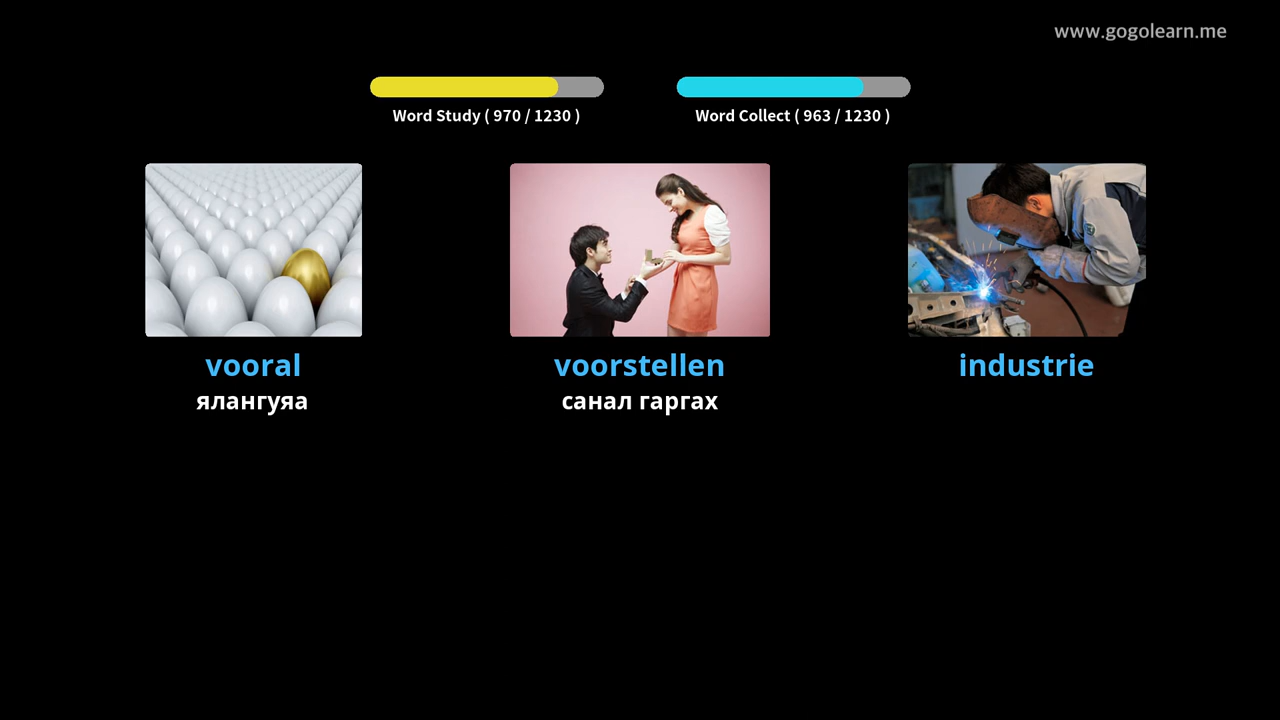 www.gogolearn.me
Word Study ( 970 / 1230 )
Word Collect ( 963 / 1230 )
vooral
voorstellen
industrie
ялангуяа
санал гаргах